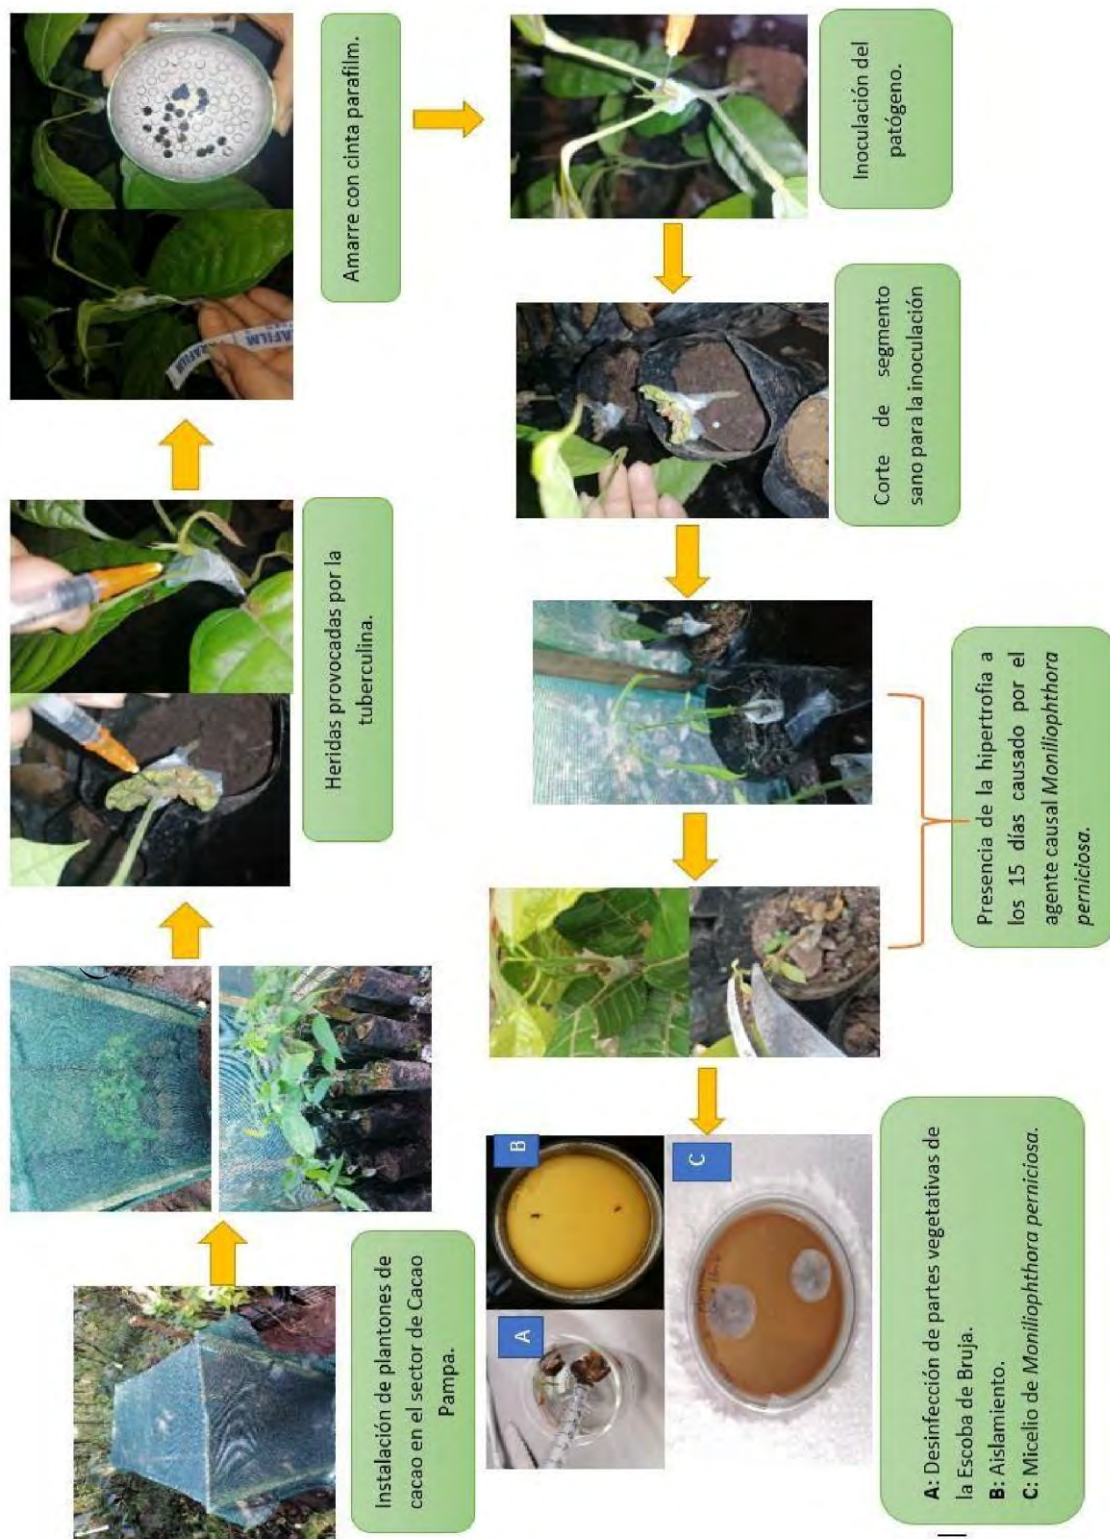 Instalación de plantones de
cacao en el sector de Cacao
Pampa.
Heridas provocadas por la
tuberculina.
Amarre con cinta parafilm.
Inoculación del
patógeno.
Corte de segmento
sano para la inoculación
Presencia de la hipertrofia a
los 15 días causado por el
agente causal Moniliophthora
perniciosa.
A
B
C
A: Desinfección de partes vegetativas de
la Escoba de Bruja.
B: Aislamiento.
C: Micelio de Moniliophthora perniciosa.